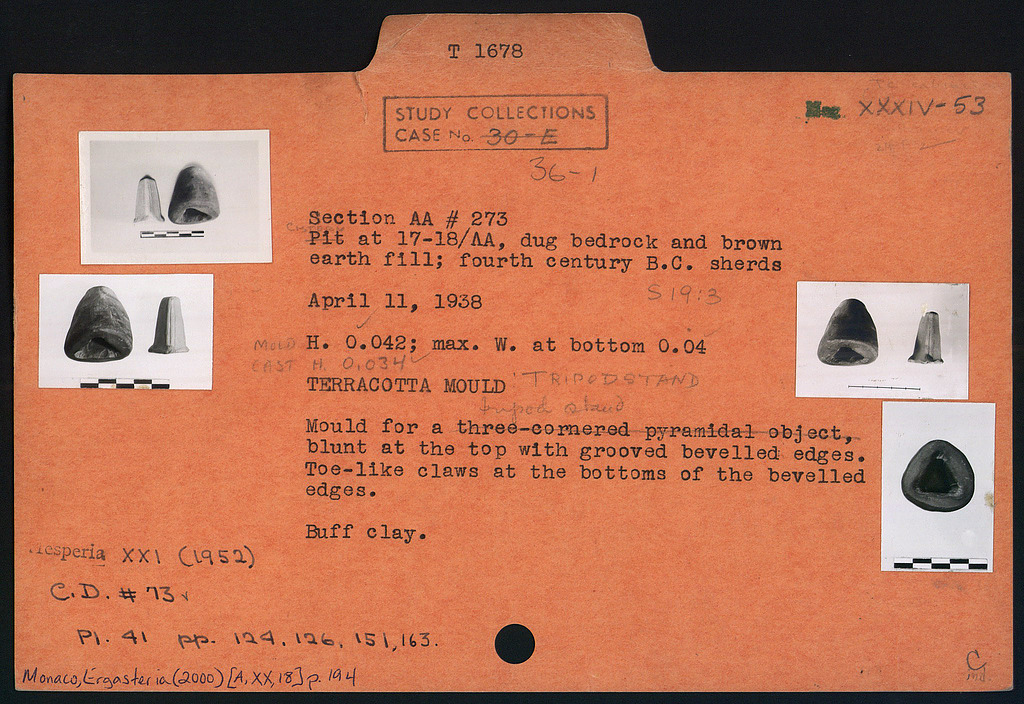 T 1678
STUDY COLLECTIONS
CASE No. 30-E
36-1
XXXIV-53
Section AA # 273
Pit at 17-18/AA, dug bedrock and brown
earth fill; fourth century B.C. sherds
S 19:3
April 11, 1938
MOLD H. 0.042; max. W. at bottom 0.04
CAST H. 0.034
TERRACOTTA MOULD TRIPOD STAND
tripod stand
Mould for a three-cornered pyramidal object,
blunt at the top with grooved bevelled edges.
Toe-like claws at the bottoms of the bevelled
edges.
Buff clay.
Hesperia XXI (1952)
C.D. # 73
Pl. 41 pp. 124, 126, 151, 163.
Monaco, Ergasteria (2000) [A, XX, 18] p. 194
C